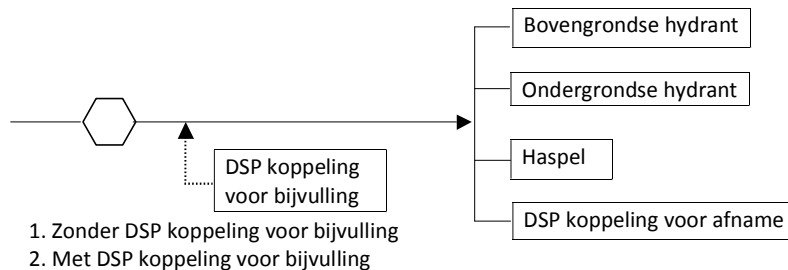 Bovengrondse hydrant
Ondergrondse hydrant
Haspel
DSP koppeling voor afname
DSP koppeling
voor bijvulling
1. Zonder DSP koppeling voor bijvulling
2. Met DSP koppeling voor bijvulling